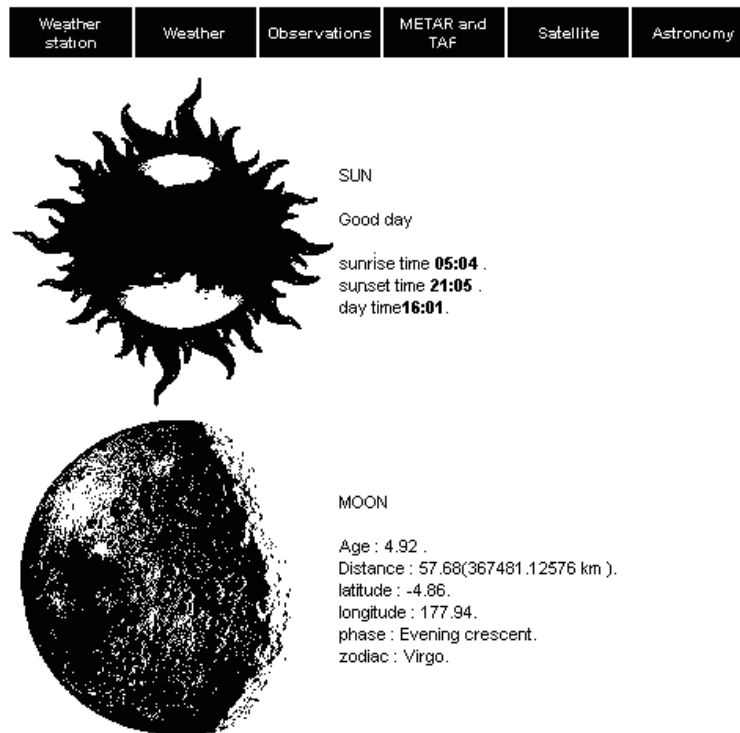 Weather
station
Weather
Observations
METAR and
TAF
Satellite
Astronomy
SUN
Good day
sunrise time 05:04 .
sunset time 21:05 .
day time16:01.
MOON
Age : 4.92 .
Distance : 57.68(367481.12576 km ).
latitude : -4.86.
longitude : 177.94.
phase : Evening crescent.
zodiac : Virgo.